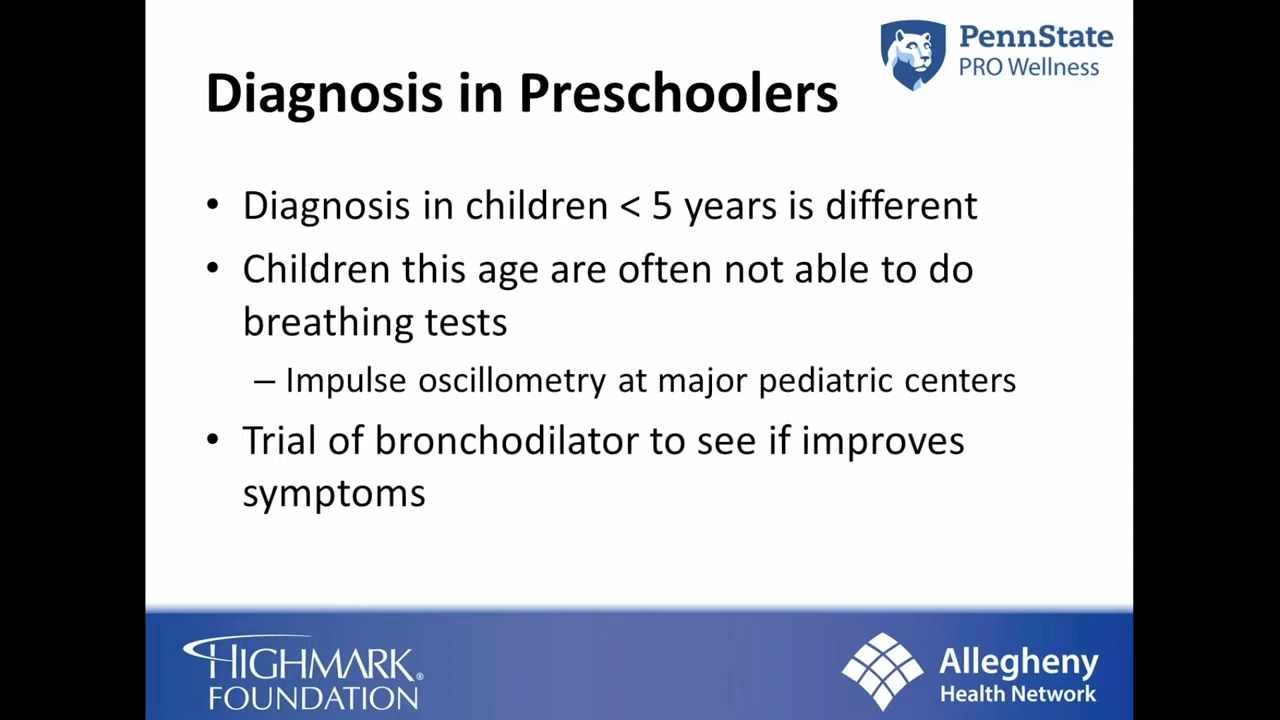 PennState
PRO Wellness
Diagnosis in Preschoolers
• Diagnosis in children < 5 years is different
• Children this age are often not able to do
breathing tests
– Impulse oscillometry at major pediatric centers
• Trial of bronchodilator to see if improves
symptoms
HIGHMARK®
FOUNDATION
Allegheny
Health Network